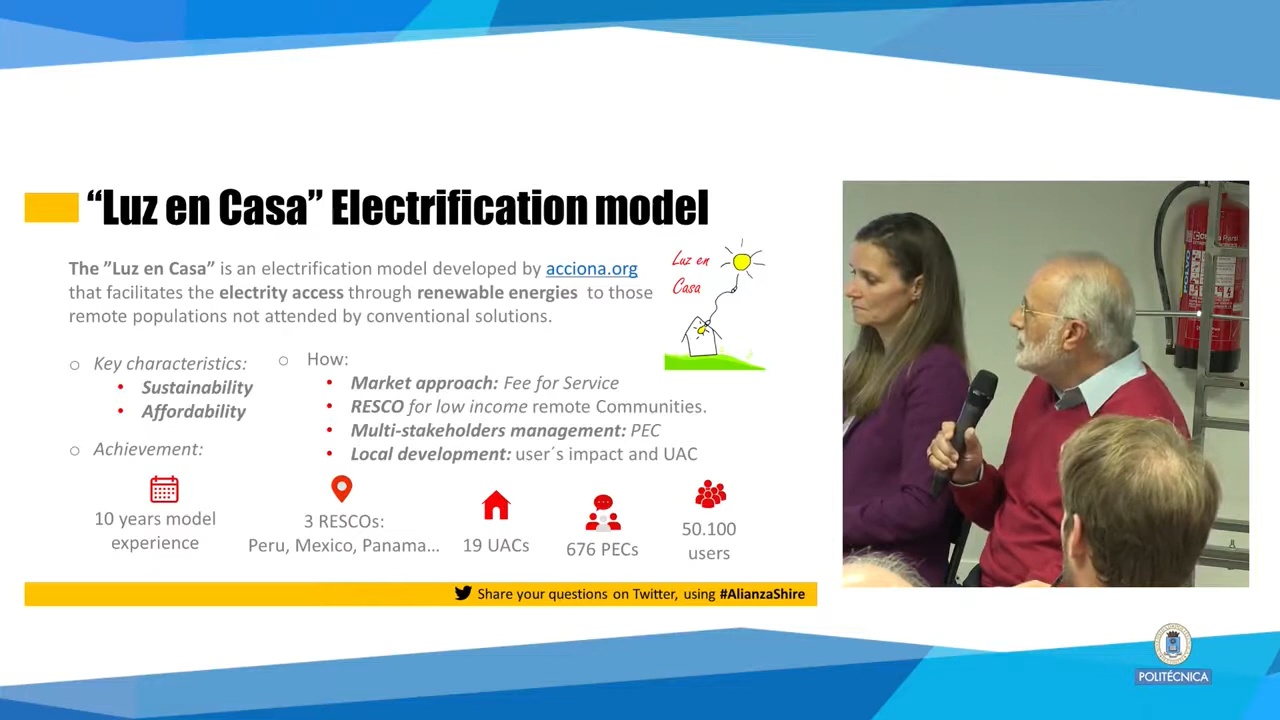 “Luz en Casa” Electrification model
The ”Luz en Casa” is an electrification model developed by acciona.org
that facilitates the electrity access through renewable energies to those
remote populations not attended by conventional solutions.
Luz en
Casa
o Key characteristics:
• Sustainability
• Affordability
o How:
• Market approach: Fee for Service
• RESCO for low income remote Communities.
• Multi-stakeholders management: PEC
• Local development: user´s impact and UAC
o Achievement:
10 years model
experience
3 RESCOs:
Peru, Mexico, Panama…
19 UACs
676 PECs
50.100
users
Share your questions on Twitter, using #AlianzaShire
POLVO
POLITÉCNICA